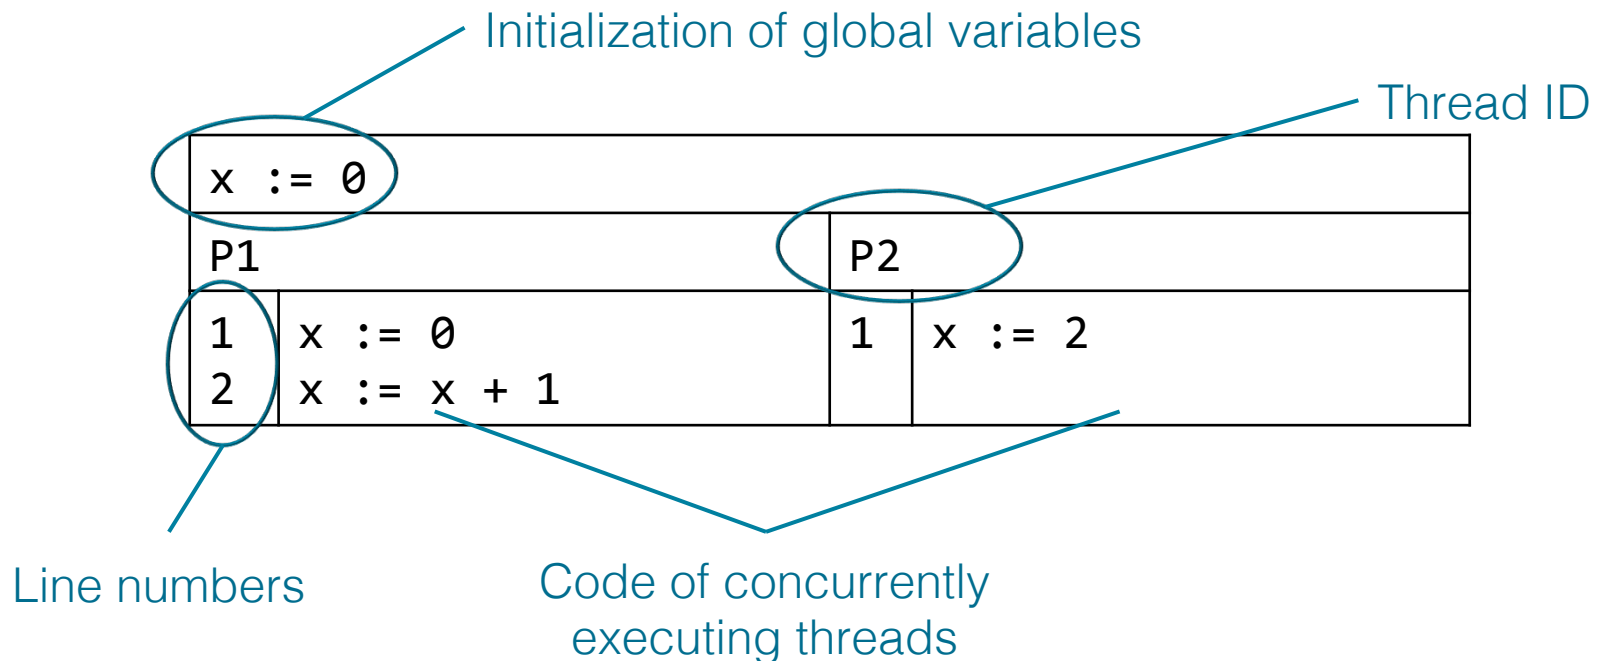 Initialization of global variables
Thread ID
x := 0
P1
P2
1 x := 0
1 x := 2
2 x := x + 1
Line numbers
Code of concurrently
executing threads